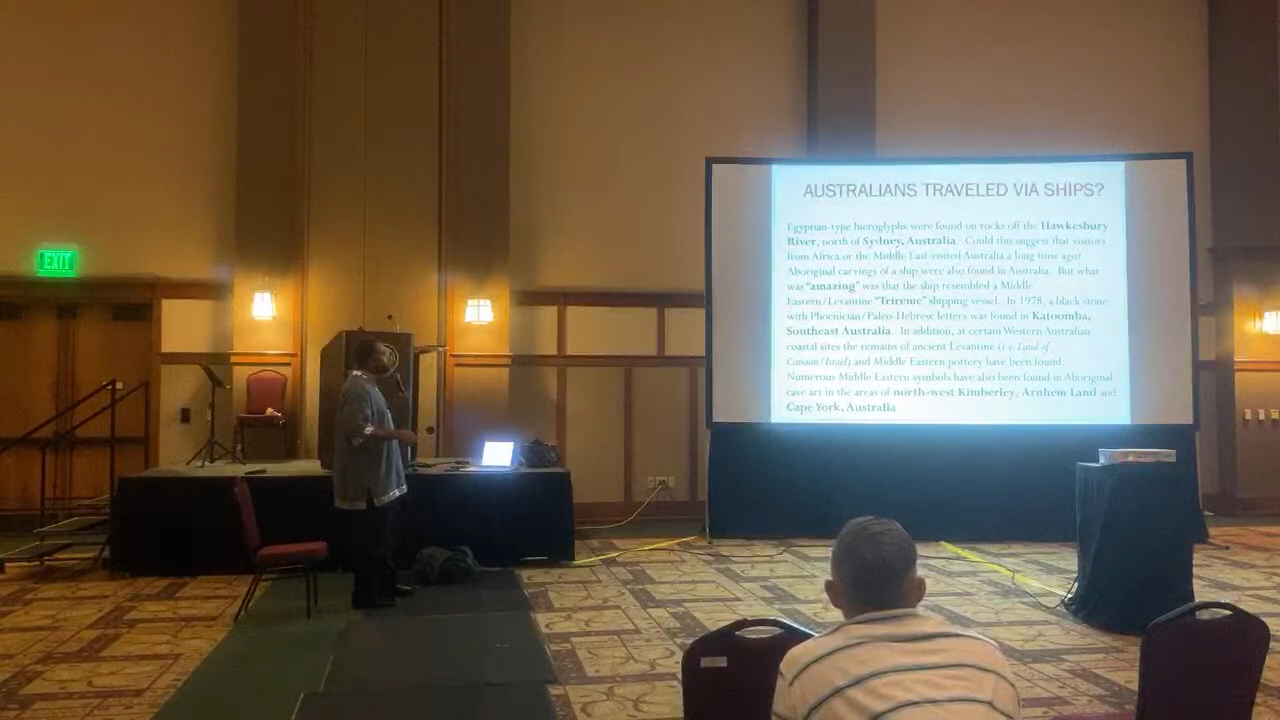 EXIT
AUSTRALIANS TRAVELED VIA SHIPS?
Egyptian-type hieroglyphs were found on rocks off the Hawkesbury
River, north of Sydney, Australia. Could this suggest that visitors
from Africa or the Middle East visited Australia a long time ago?
Aboriginal carvings of a ship were also found in Australia. But what
was "amazing" was that the ship resembled a Middle
Eastern/Levantine "Trireme" shipping vessel. In 1978, a black stone
with Phoenician/Paleo-Hebrew letters was found in Katoomba,
Southeast Australia. In addition, at certain Western Australian
coastal sites the remains of ancient Levantine (i.e. Land of
Canaan/Israel) and Middle Eastern pottery have been found.
Numerous Middle Eastern symbols have also been found in Aboriginal
cave art in the areas of north-west Kimberley, Arnhem Land and
Cape York, Australia